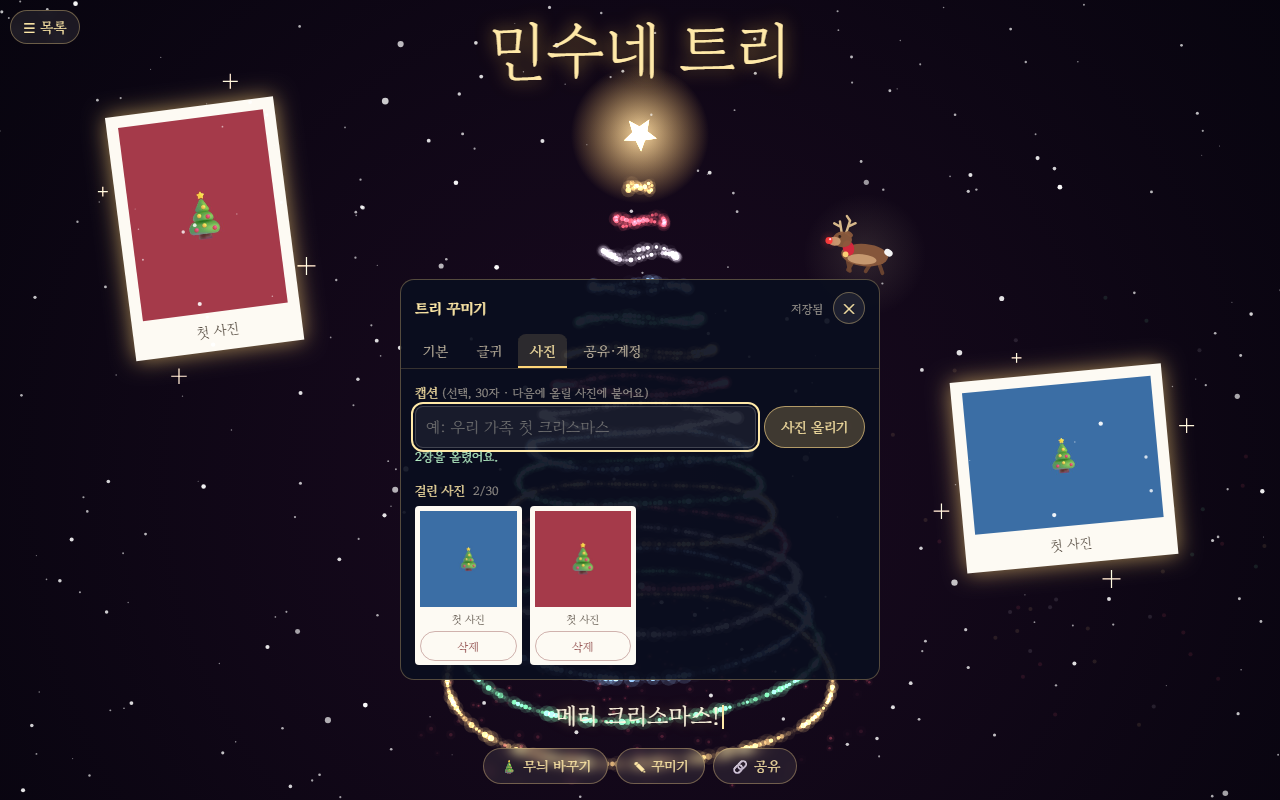 ☰ 목록
민수네 트리
첫 사진
첫 사진
트리 꾸미기
저장됨
기본 글귀 사진 공유·계정
캡션 (선택, 30자 · 다음에 올릴 사진에 붙어요)
예: 우리 가족 첫 크리스마스
사진 올리기
2장을 올렸어요.
걸린 사진 2/30
첫 사진
삭제
첫 사진
삭제
메리 크리스마스!
무늬 바꾸기
꾸미기
공유